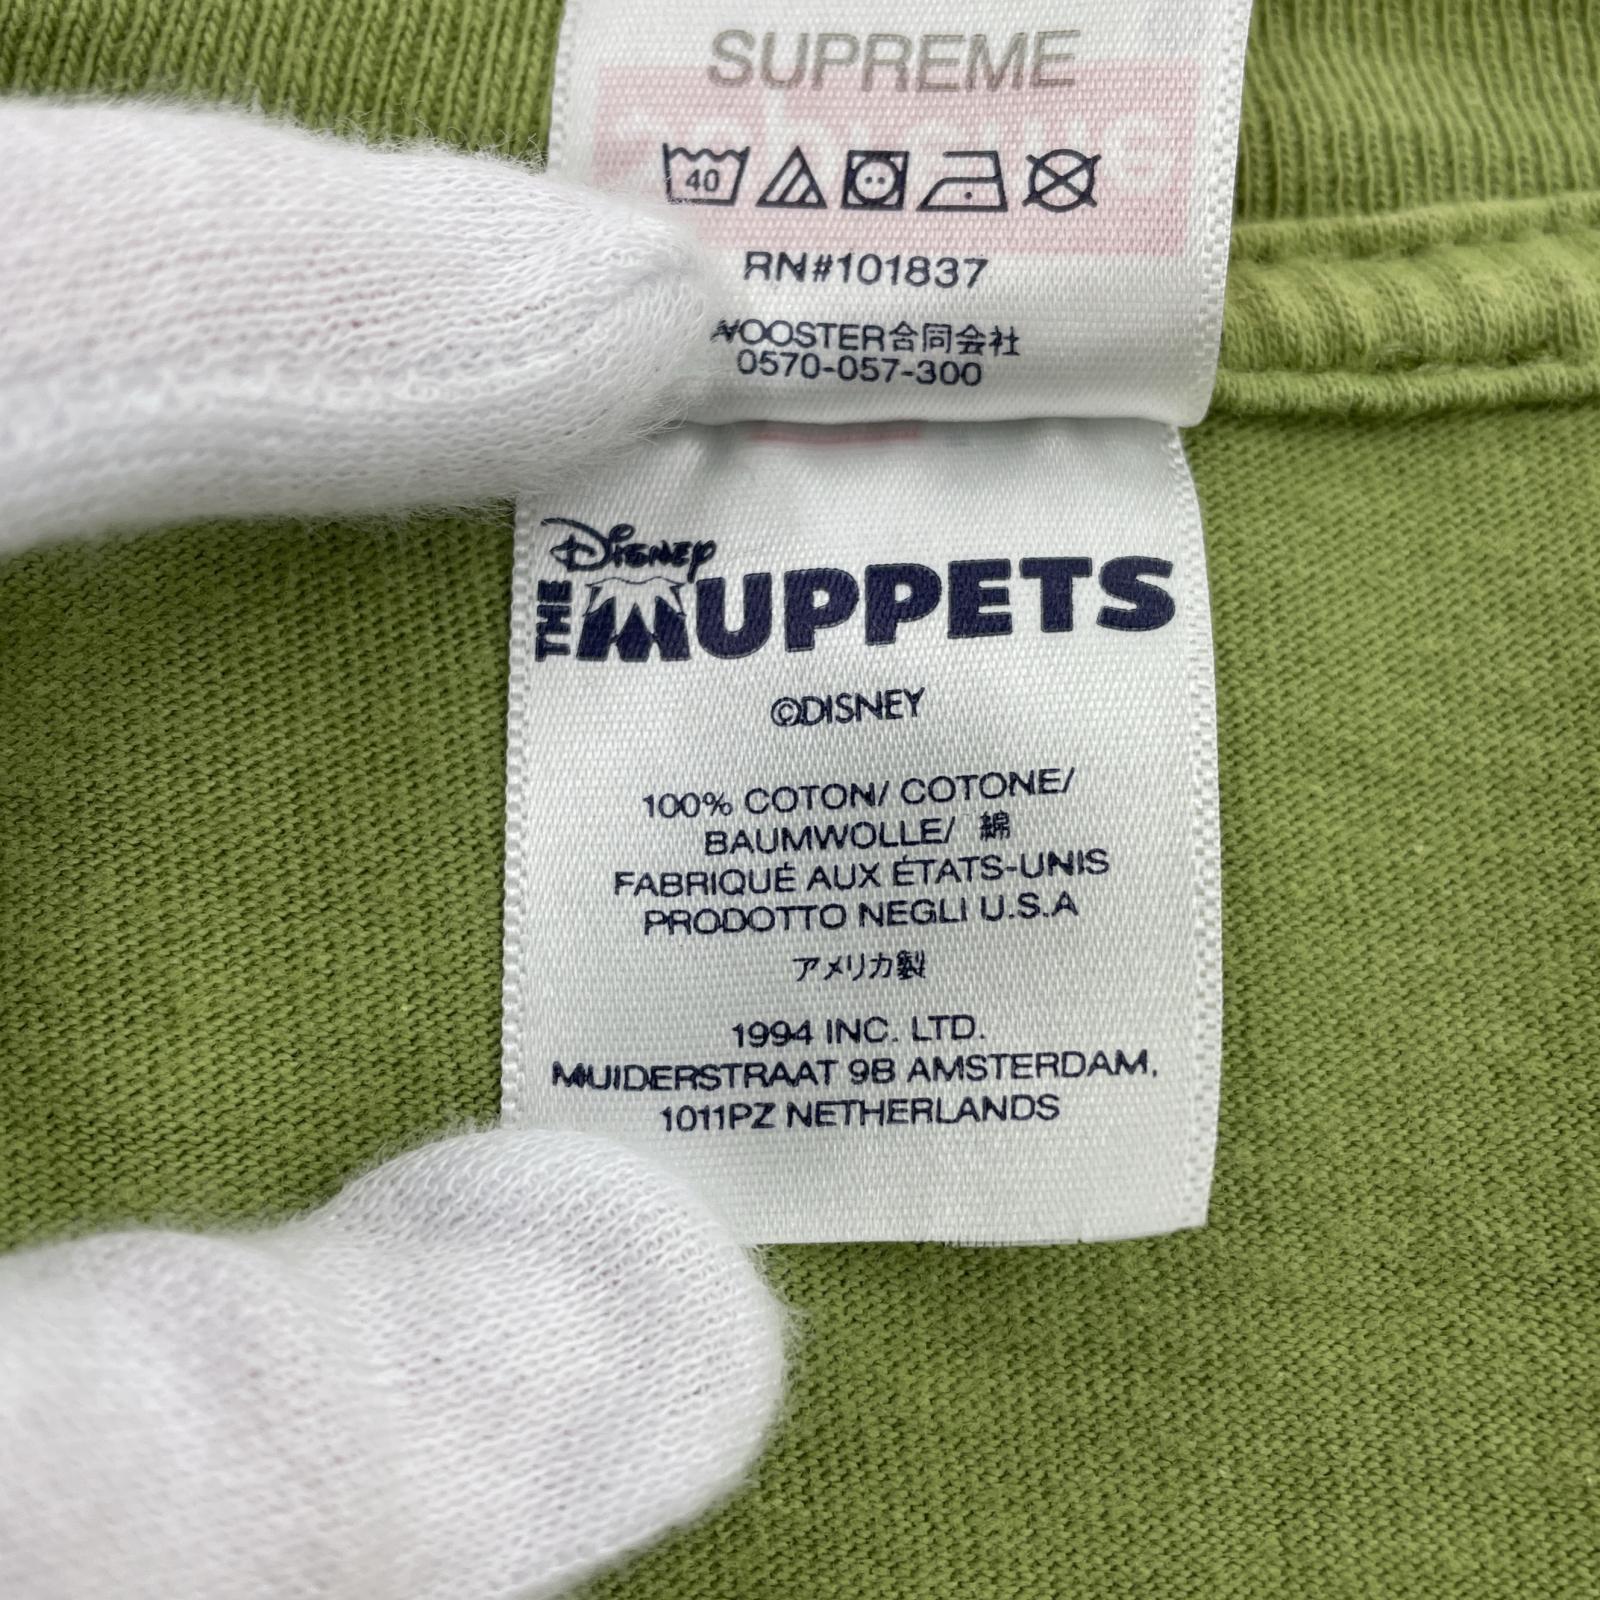 SUPREME
40
RN#101837
WOOSTER合同会社
0570-057-300
Disney
THE MUPPETS
©DISNEY
100% COTON/ COTONE/
BAUMWOLLE/ 綿
FABRIQUÉ AUX ÉTATS-UNIS
PRODOTTO NEGLI U.S.A
アメリカ製
1994 INC. LTD.
MUIDERSTRAAT 9B AMSTERDAM,
1011PZ NETHERLANDS